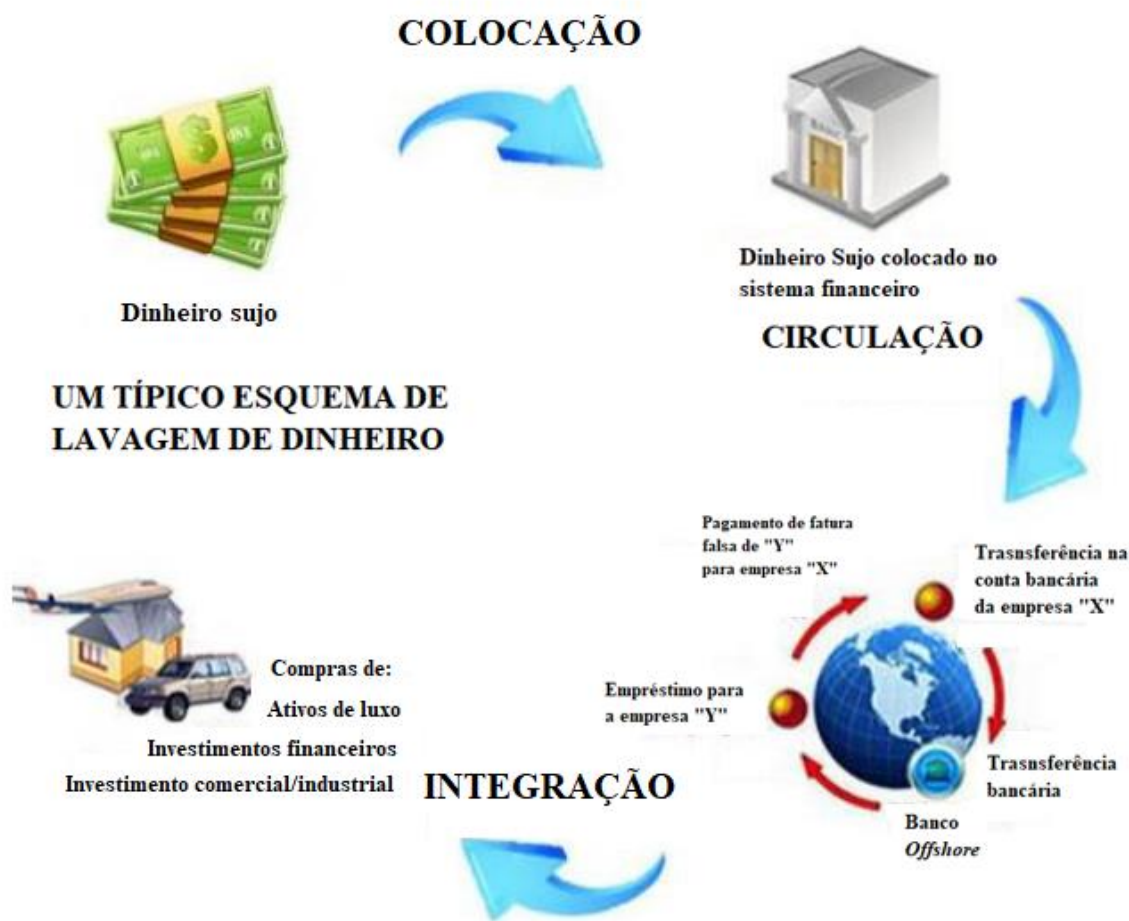 COLOCAÇÃO
BANK
Dinheiro sujo
Dinheiro Sujo colocado no
sistema financeiro
CIRCULAÇÃO
UM TÍPICO ESQUEMA DE
LAVAGEM DE DINHEIRO
Pagamento de fatura
falsa de "Y"
para empresa "X"
Trasnsferência na
conta bancária
da empresa "X"
Empréstimo para
a empresa "Y"
Trasnsferência
bancária
Banco
Offshore
Compras de:
Ativos de luxo
Investimentos financeiros
Investimento comercial/industrial
INTEGRAÇÃO